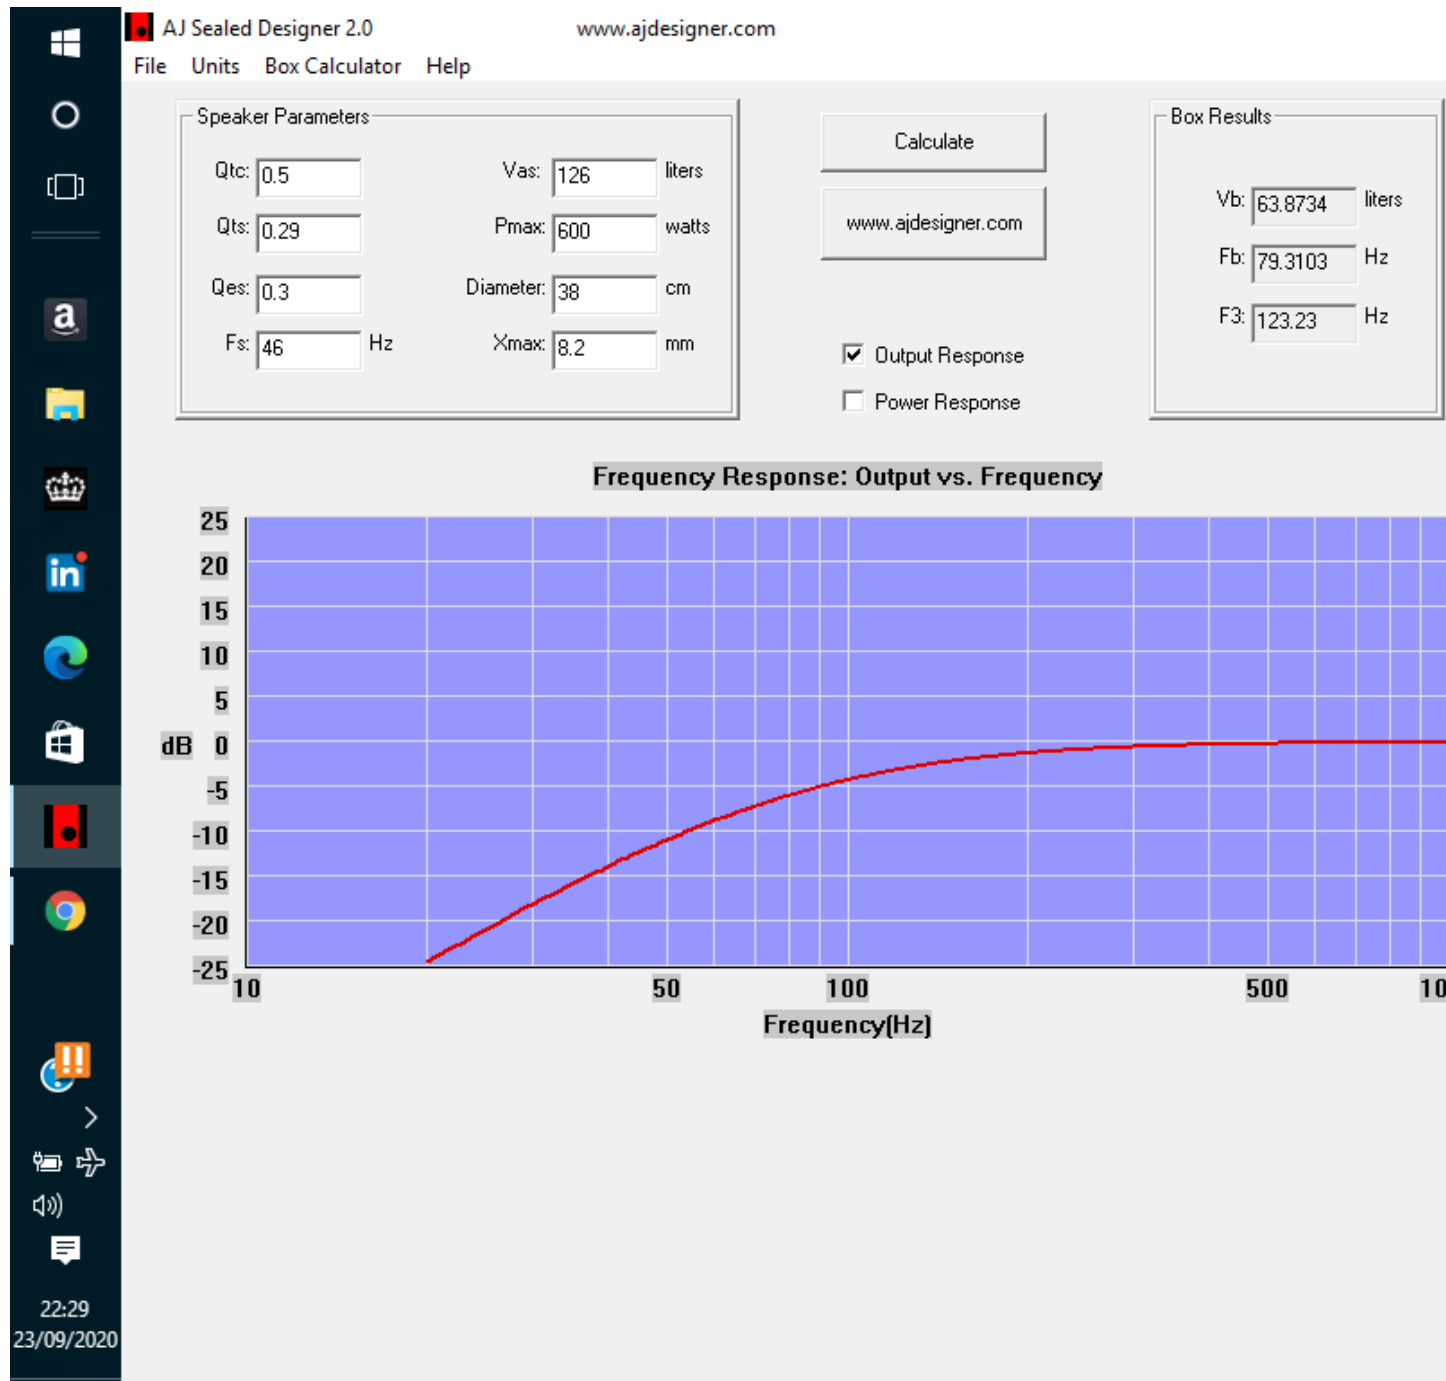 AJ Sealed Designer 2.0 www.ajdesigner.com
File Units Box Calculator Help
Speaker Parameters
Qtc: 0.5 Vas: 126 liters
Qts: 0.29 Pmax: 600 watts
Qes: 0.3 Diameter: 38 cm
Fs: 46 Hz Xmax: 8.2 mm
Calculate
www.ajdesigner.com
Output Response
Power Response
Box Results
Vb: 63.8734 liters
Fb: 79.3103 Hz
F3: 123.23 Hz
Frequency Response: Output vs. Frequency
25
20
15
10
5
dB 0
-5
-10
-15
-20
-25
10 50 100 500 10
Frequency(Hz)
a
in
!!
22:29
23/09/2020